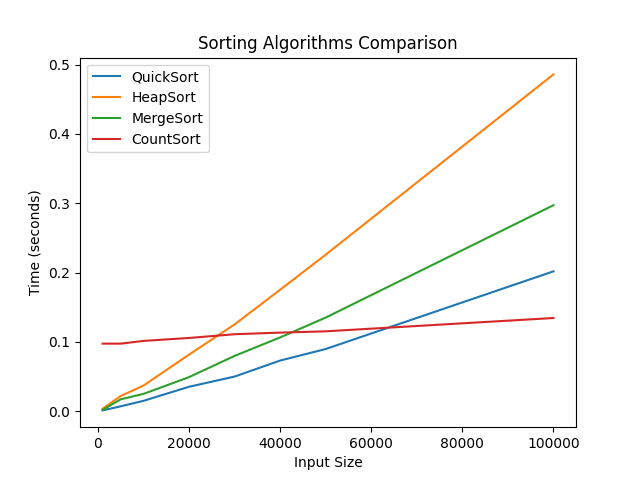 Sorting Algorithms Comparison
QuickSort
HeapSort
MergeSort
CountSort
Time (seconds)
0.5
0.4
0.3
0.2
0.1
0.0
0 20000 40000 60000 80000 100000
Input Size